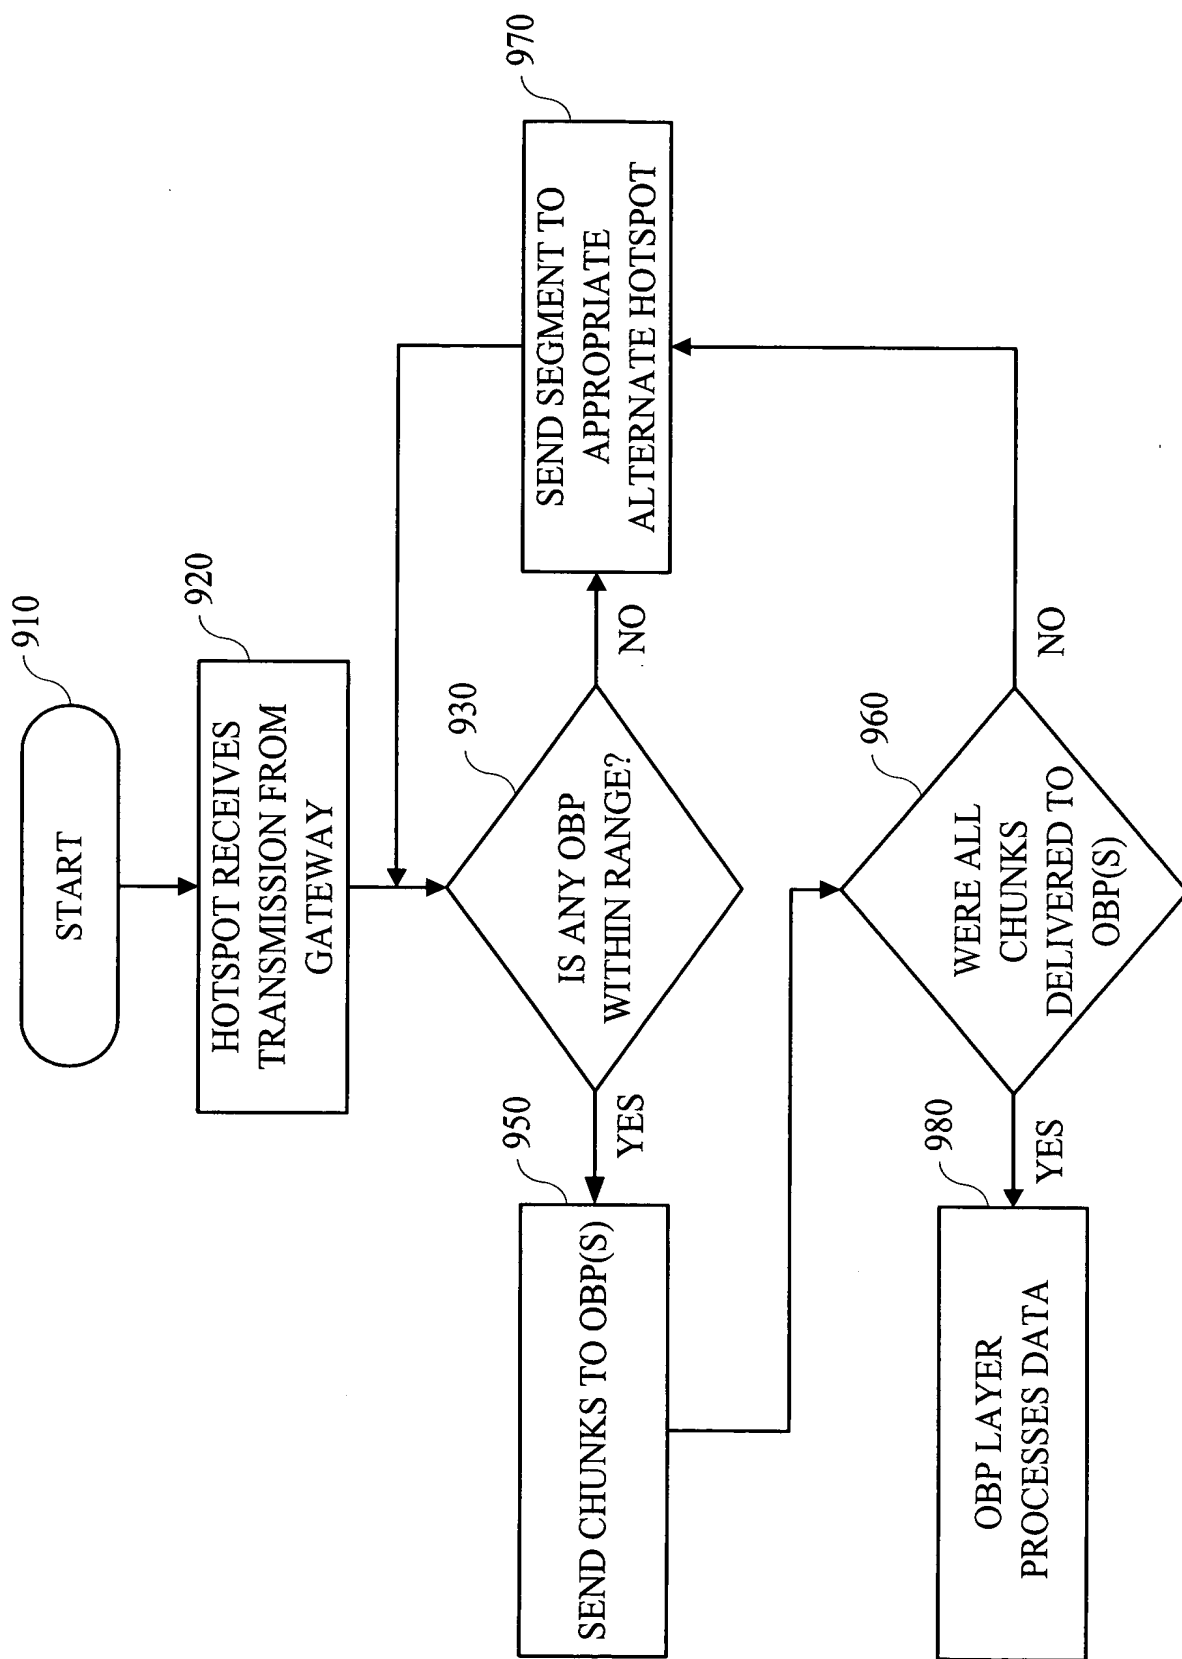 910
START
920
HOTSPOT RECEIVES
TRANSMISSION FROM
GATEWAY
930
IS ANY OBP
WITHIN RANGE?
YES
NO
950
SEND CHUNKS TO OBP(S)
970
SEND SEGMENT TO
APPROPRIATE
ALTERNATE HOTSPOT
960
WERE ALL
CHUNKS
DELIVERED TO
OBP(S)
YES
NO
980
OBP LAYER
PROCESSES DATA